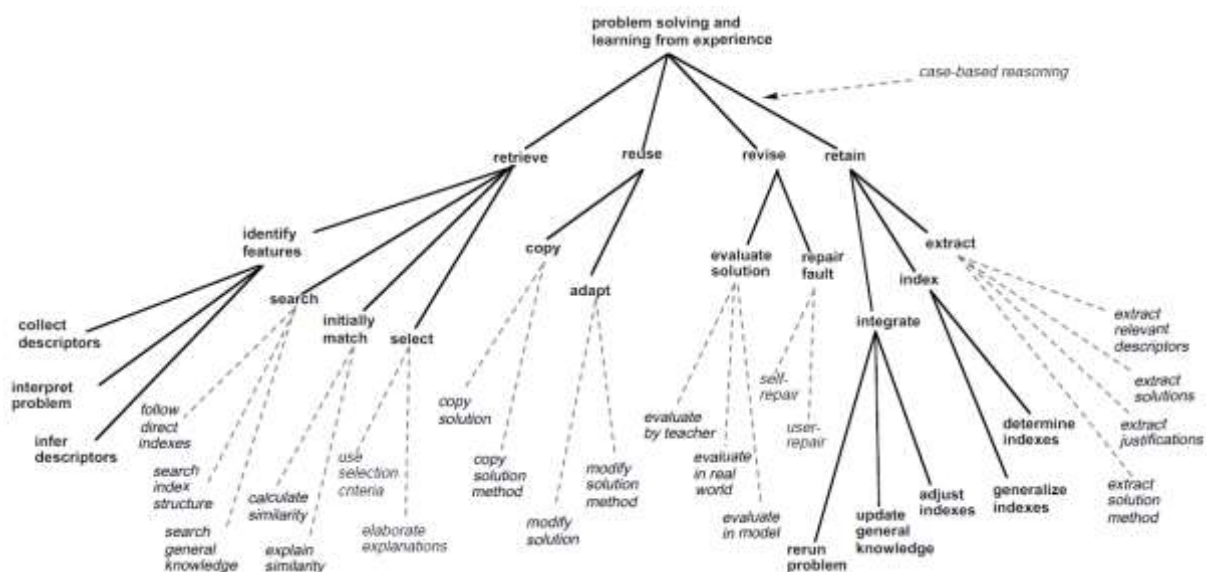 problem solving and
learning from experience
case-based reasoning
retrieve
reuse
revise
retain
identify
features
copy
evaluate
solution
repair
fault
extract
search
adapt
index
initially
match
select
integrate
collect
descriptors
extract
relevant
descriptors
interpret
problem
follow
direct
indexes
copy
solution
self-
repair
extract
solutions
infer
descriptors
evaluate
by teacher
user-
repair
determine
indexes
extract
justifications
search
index
structure
use
selection
criteria
copy
solution
method
modify
solution
method
evaluate
in real
world
calculate
similarity
adjust
indexes
generalize
indexes
extract
solution
method
search
general
knowledge
explain
similarity
elaborate
explanations
modify
solution
evaluate
in model
update
general
knowledge
rerun
problem